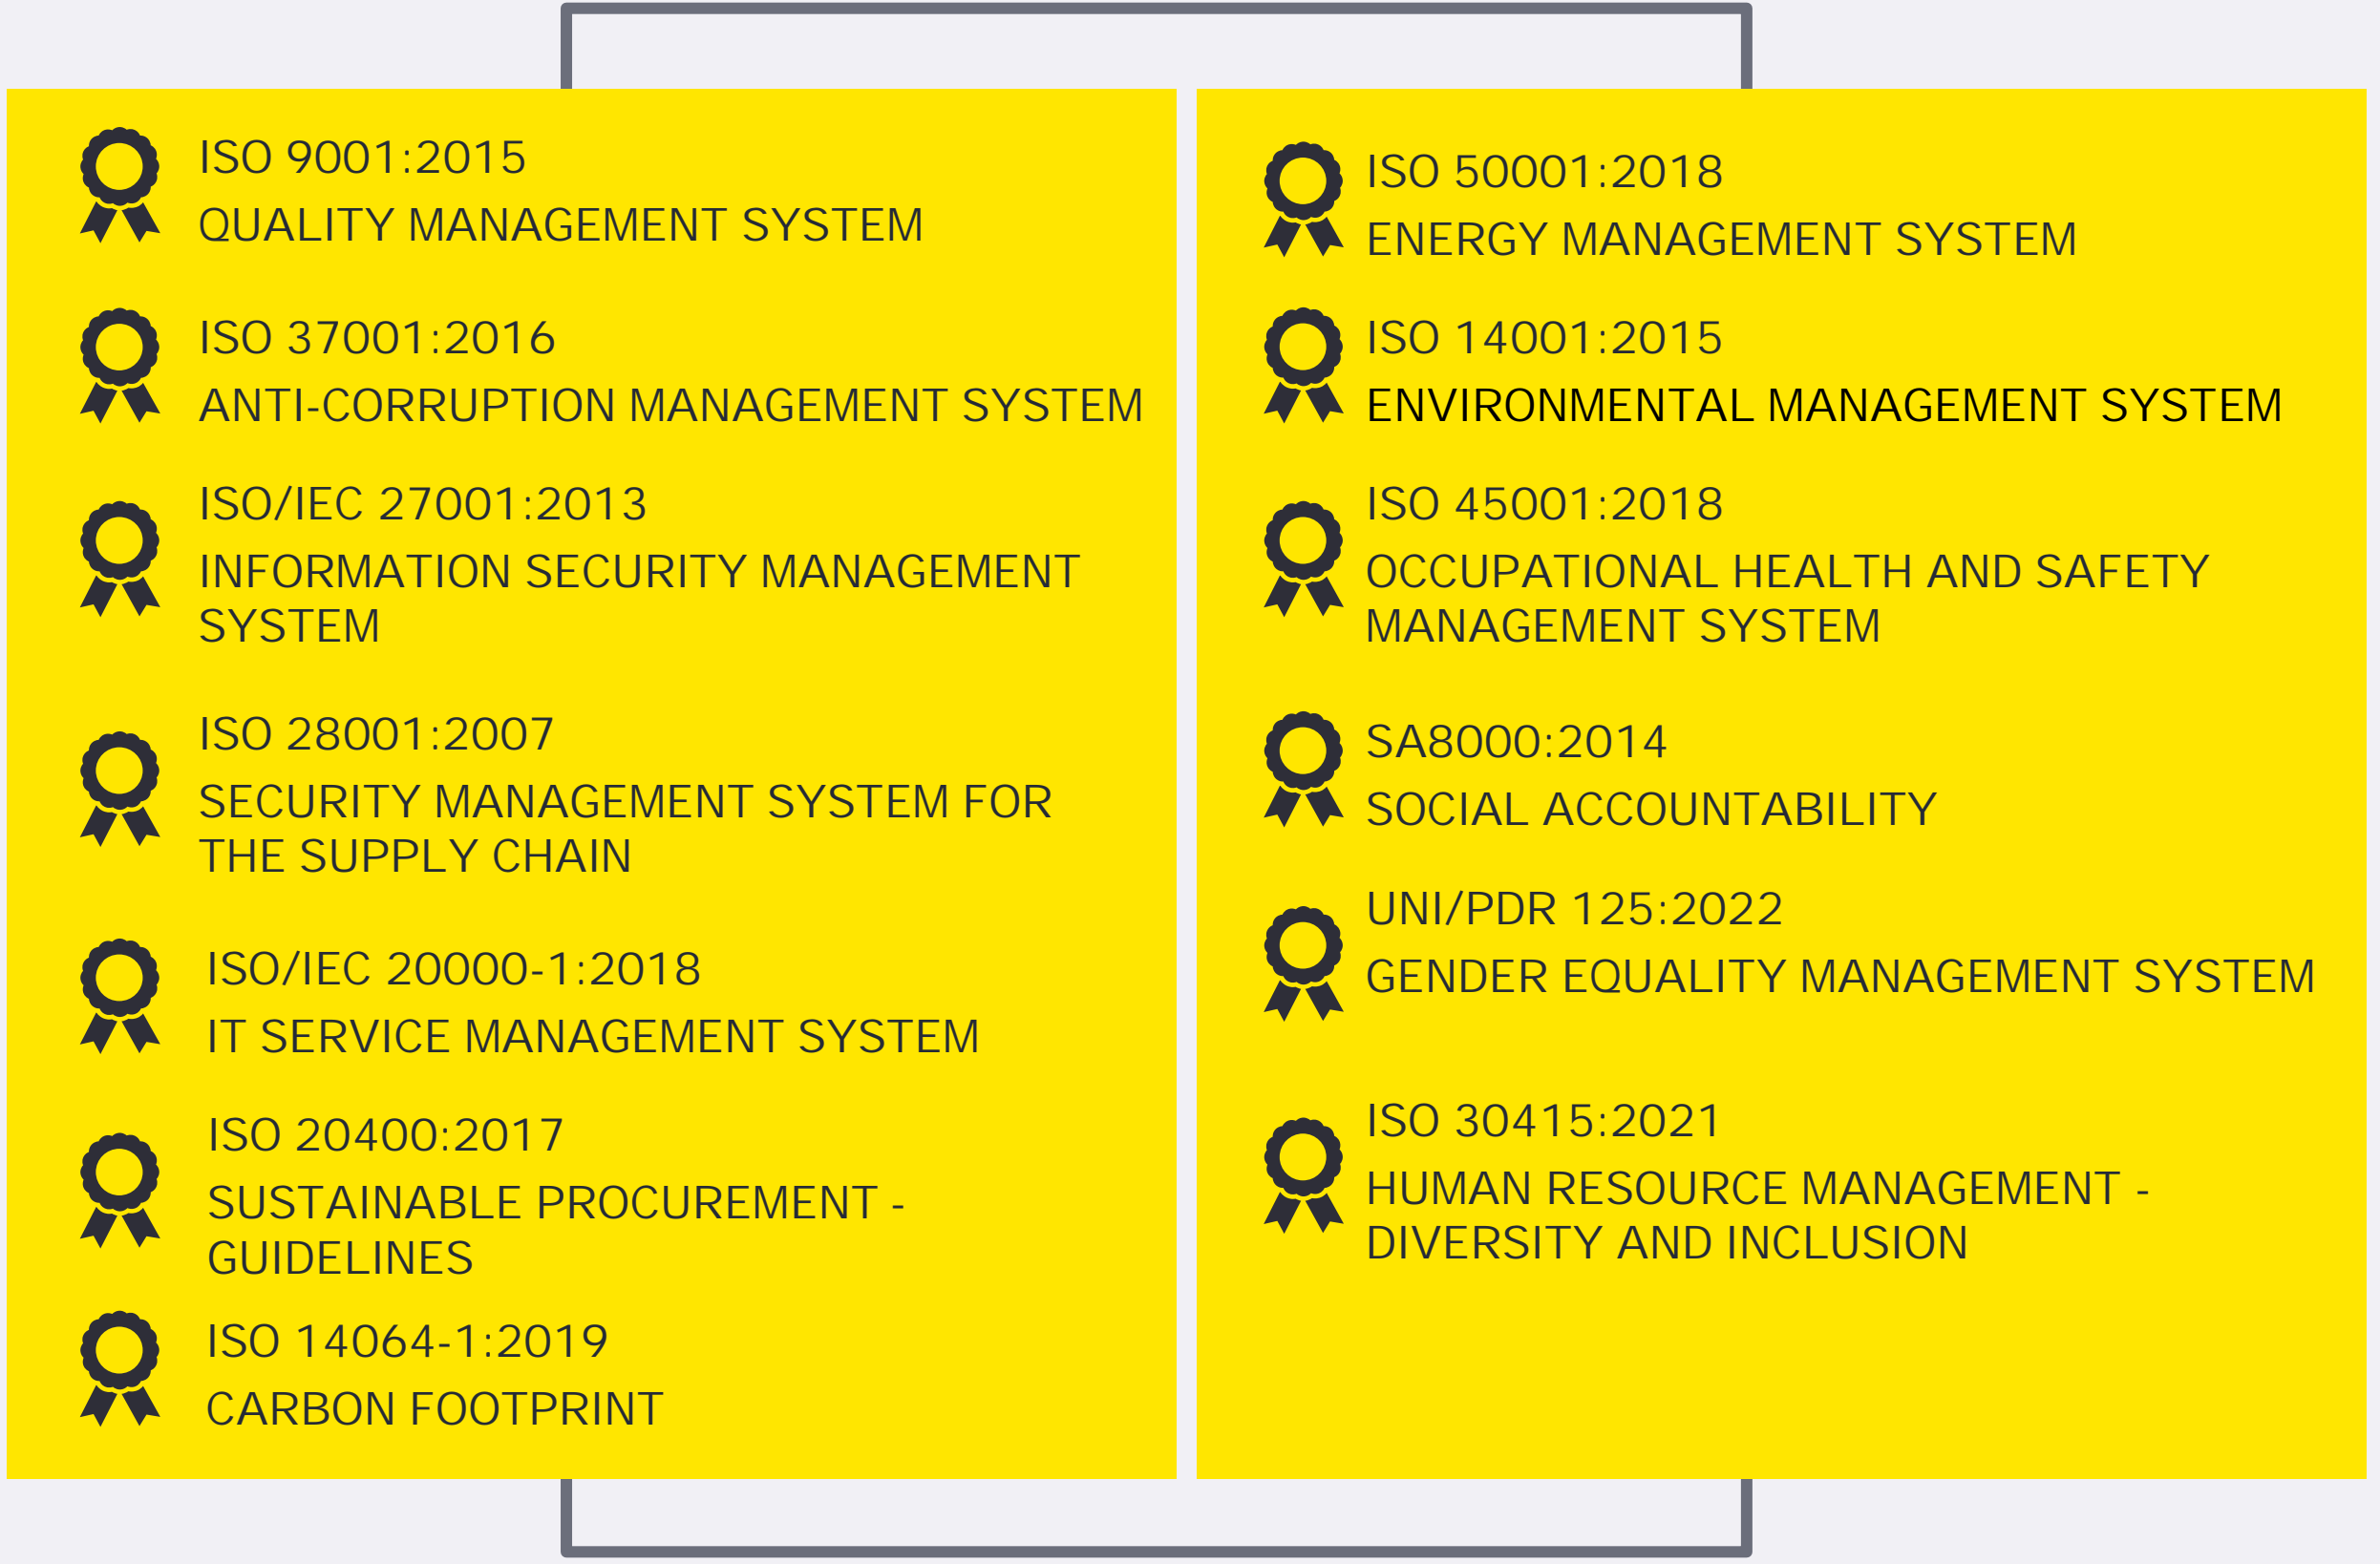 ISO 9001:2015
QUALITY MANAGEMENT SYSTEM
ISO 37001:2016
ANTI-CORRUPTION MANAGEMENT SYSTEM
ISO/IEC 27001:2013
INFORMATION SECURITY MANAGEMENT
SYSTEM
ISO 28001:2007
SECURITY MANAGEMENT SYSTEM FOR
THE SUPPLY CHAIN
ISO/IEC 20000-1:2018
IT SERVICE MANAGEMENT SYSTEM
ISO 20400:2017
SUSTAINABLE PROCUREMENT -
GUIDELINES
ISO 14064-1:2019
CARBON FOOTPRINT
ISO 50001:2018
ENERGY MANAGEMENT SYSTEM
ISO 14001:2015
ENVIRONMENTAL MANAGEMENT SYSTEM
ISO 45001:2018
OCCUPATIONAL HEALTH AND SAFETY
MANAGEMENT SYSTEM
SA8000:2014
SOCIAL ACCOUNTABILITY
UNI/PDR 125:2022
GENDER EQUALITY MANAGEMENT SYSTEM
ISO 30415:2021
HUMAN RESOURCE MANAGEMENT -
DIVERSITY AND INCLUSION